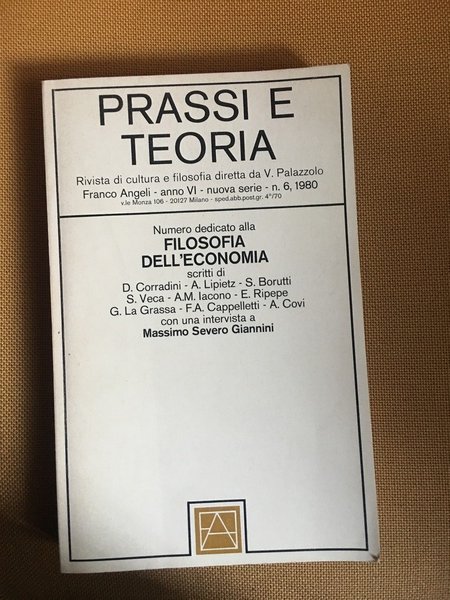 PRASSI E
TEORIA
Rivista di cultura e filosofia diretta da V. Palazzolo
Franco Angeli - anno VI - nuova serie - n. 6, 1980
v.le Monza 106 - 20127 Milano - sped.abb.post.gr. 4°/70
Numero dedicato alla
FILOSOFIA
DELL'ECONOMIA
scritti di
D. Corradini - A. Lipietz - S. Borutti
S. Veca - A.M. Iacono - E. Ripepe
G. La Grassa - F.A. Cappelletti - A. Covi
con una intervista a
Massimo Severo Giannini